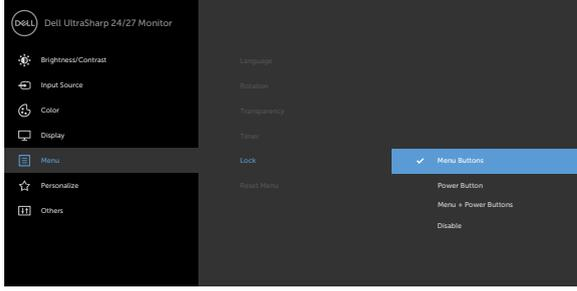 DELL Dell UltraSharp 24/27 Monitor
Brightness/Contrast
Input Source
Color
Display
Menu
Personalize
Others
Language
Rotation
Transparency
Timer
Lock
Reset Menu
Menu Buttons
Power Button
Menu + Power Buttons
Disable